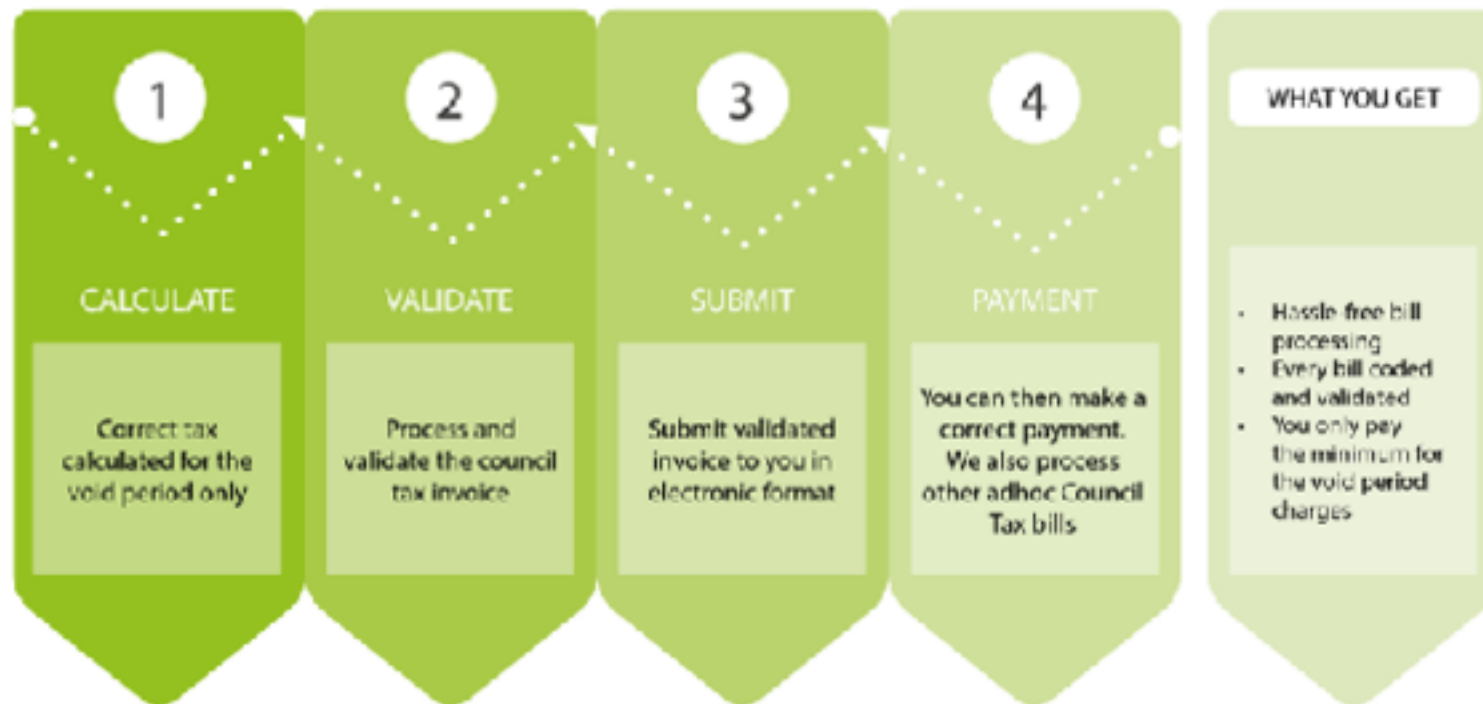 1
CALCULATE
Correct tax
calculated for the
void period only
2
VALIDATE
Process and
validate the council
tax invoice
3
SUBMIT
Submit validated
invoice to you in
electronic format
4
PAYMENT
You can then make a
correct payment.
We also process
other adhoc Council
Tax bills
WHAT YOU GET
• Hassle-free bill
processing
• Every bill coded
and validated
• You only pay
the minimum for
the void period
charges